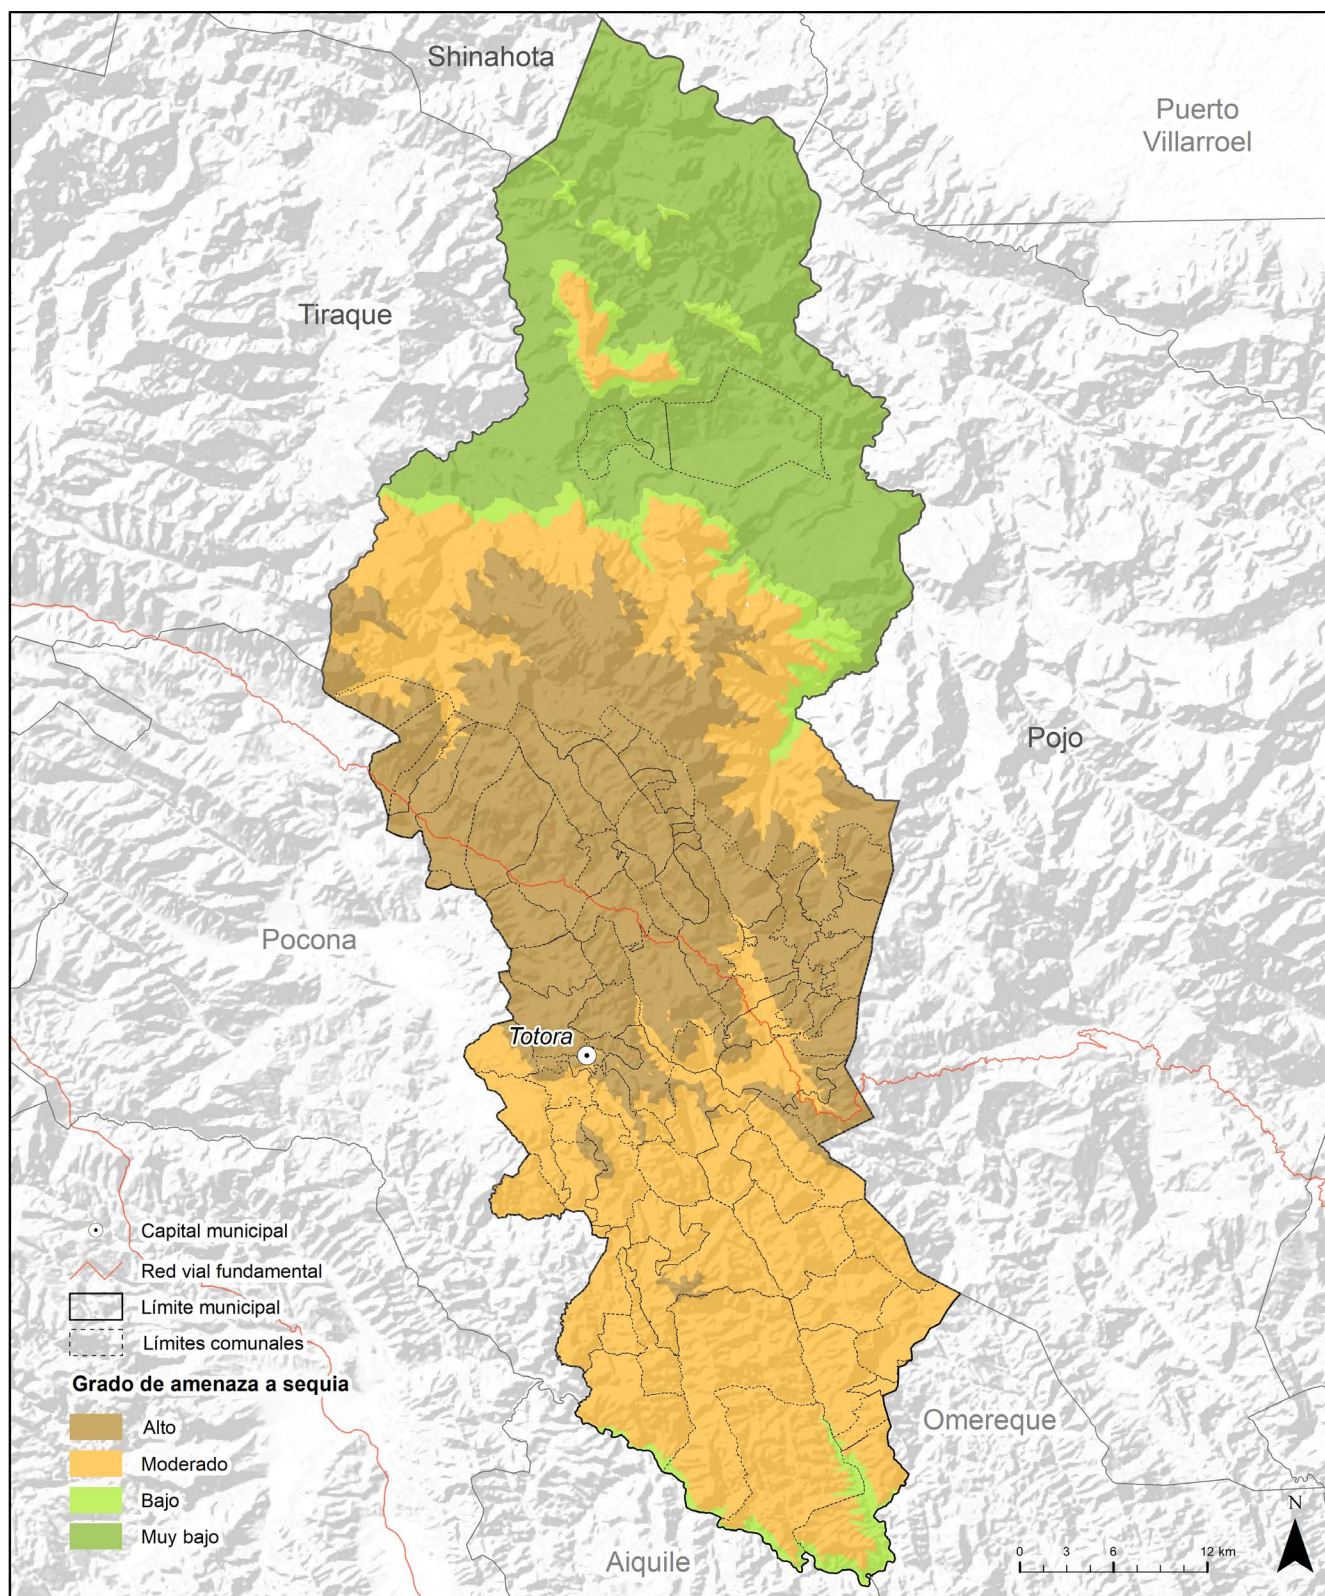 Shinahota
Puerto
Villarroel
Tiraque
Pojo
Pocona
Totora
Capital municipal
Red vial fundamental
Límite municipal
Límites comunales
Grado de amenaza a sequia
Alto
Moderado
Bajo
Muy bajo
Omereque
Aiquile
N
0 3 6 12 km